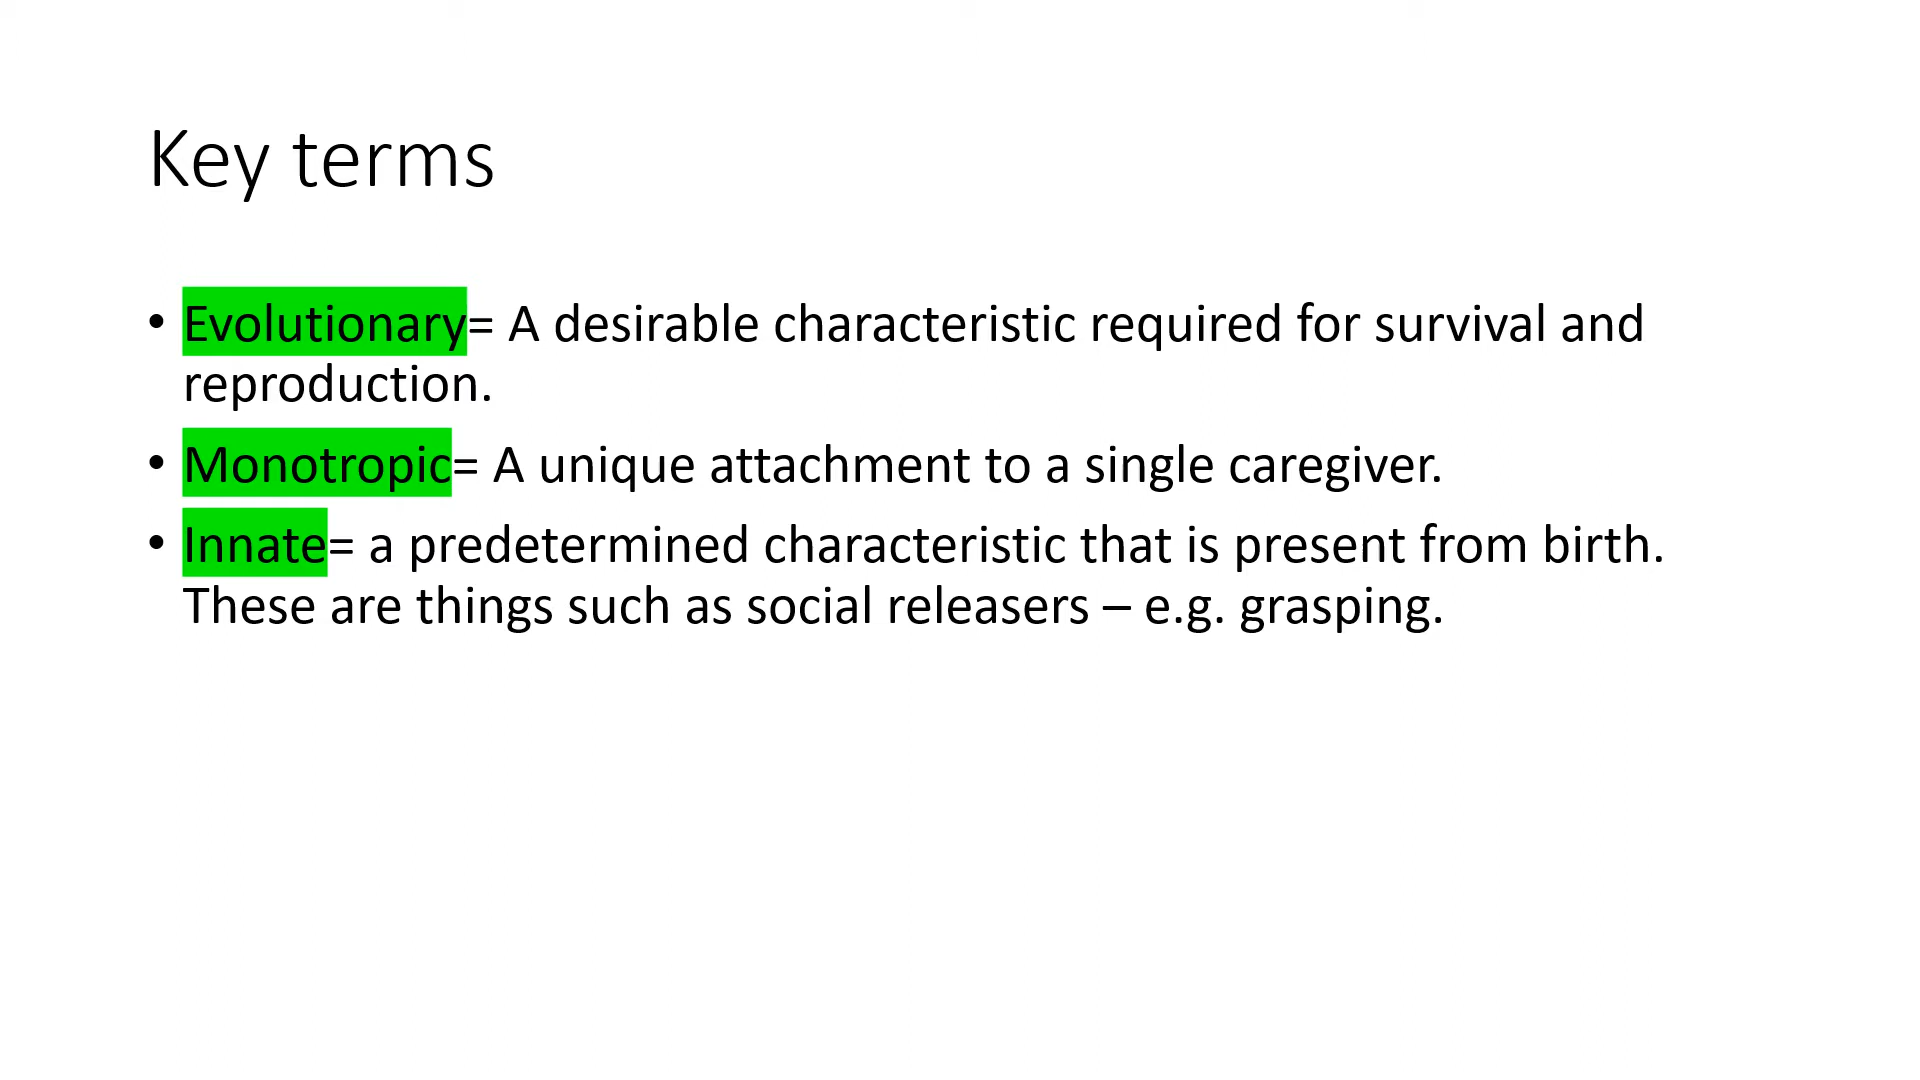 Key terms
• Evolutionary= A desirable characteristic required for survival and
reproduction.
• Monotropic= A unique attachment to a single caregiver.
• Innate= a predetermined characteristic that is present from birth.
These are things such as social releasers – e.g. grasping.